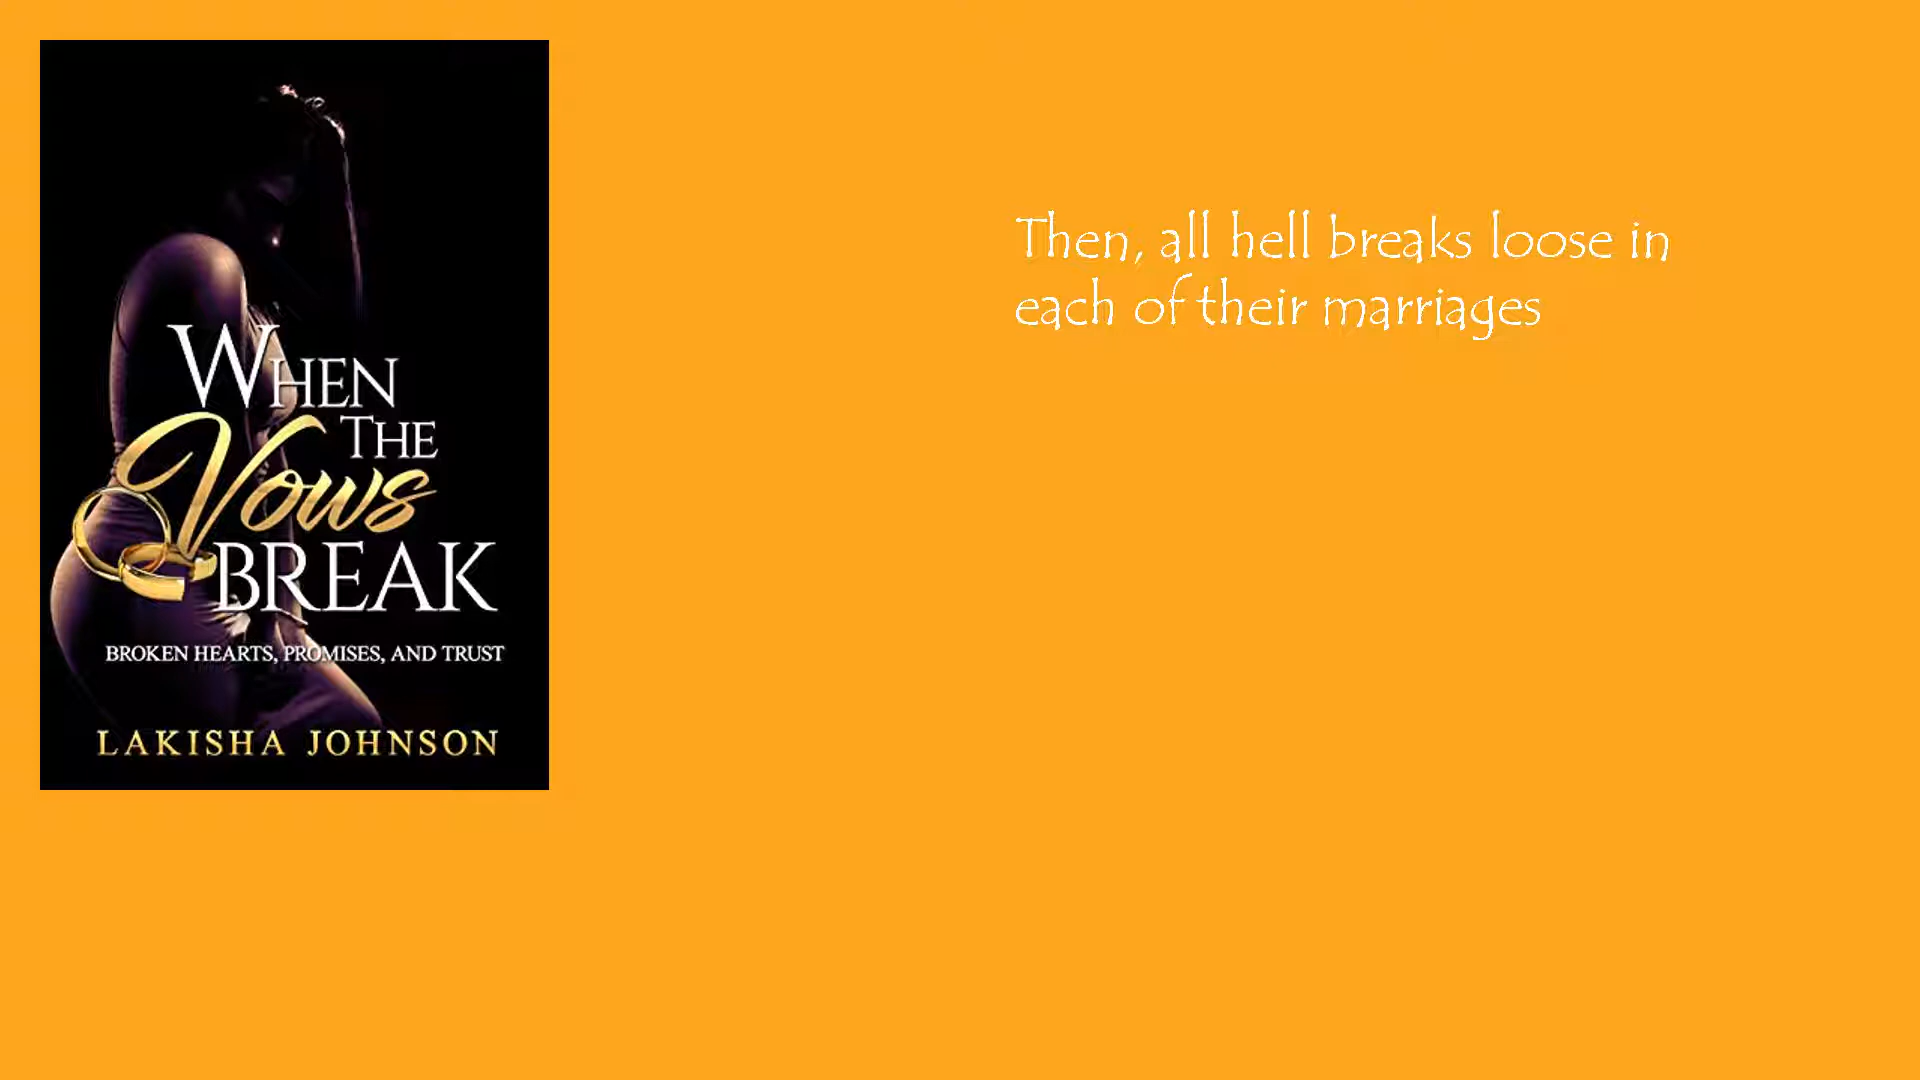 WHEN
THE
Vows
BREAK
BROKEN HEARTS, PROMISES, AND TRUST
LAKISHA JOHNSON
Then, all hell breaks loose in
each of their marriages